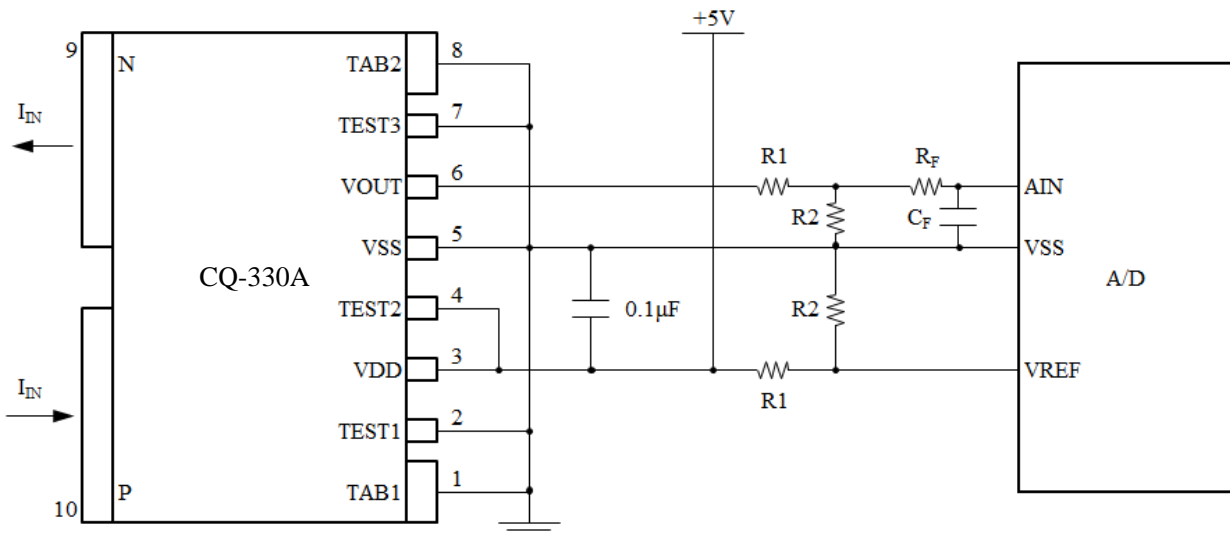 +5V
9
N
TAB2
8
I_IN
TEST3
7
R1
R_F
VOUT
6
AIN
R2
C_F
VSS
5
VSS
CQ-330A
A/D
TEST2
4
0.1µF
R2
VDD
3
VREF
I_IN
R1
TEST1
2
P
TAB1
1
10